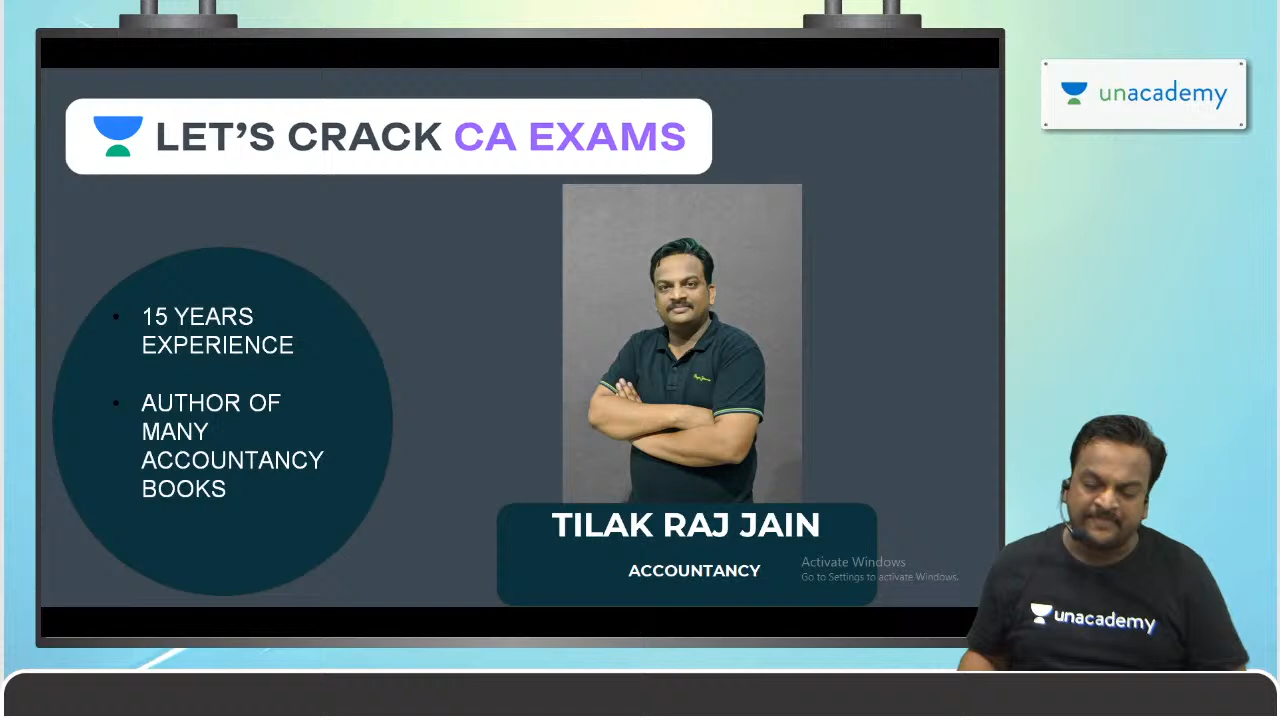 LET'S CRACK CA EXAMS
unacademy
15 YEARS
EXPERIENCE
AUTHOR OF
MANY
ACCOUNTANCY
BOOKS
TILAK RAJ JAIN
ACCOUNTANCY
Activate Windows
Go to Settings to activate Windows.
unacademy